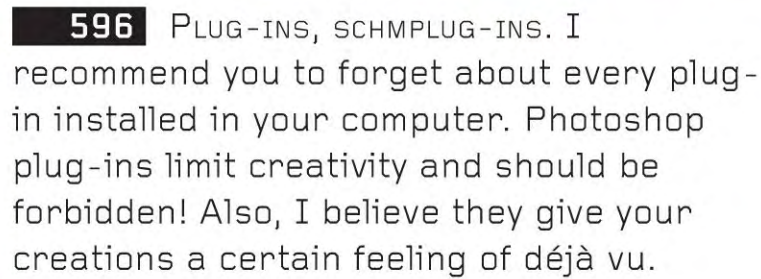 596 PLUG-INS, SCHMPLUG-INS. I
recommend you to forget about every plug-
in installed in your computer. Photoshop
plug-ins limit creativity and should be
forbidden! Also, I believe they give your
creations a certain feeling of déjà vu.